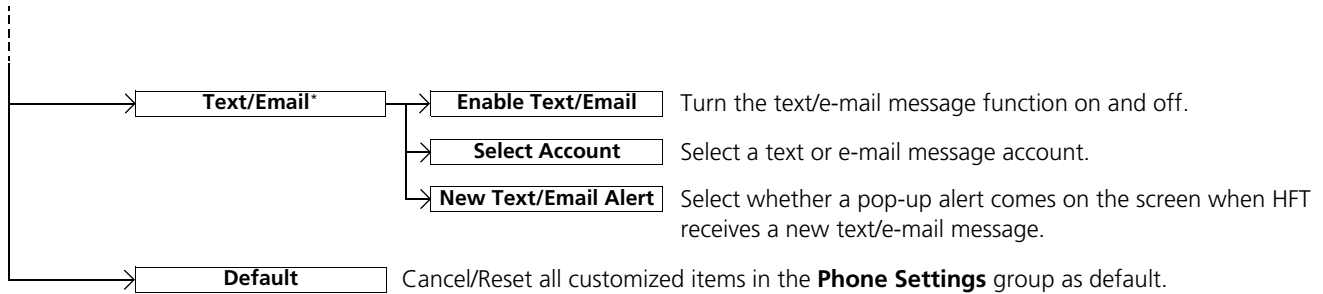 Text/Email* Enable Text/Email Turn the text/e-mail message function on and off.
Select Account Select a text or e-mail message account.
New Text/Email Alert Select whether a pop-up alert comes on the screen when HFT
receives a new text/e-mail message.
Default Cancel/Reset all customized items in the Phone Settings group as default.